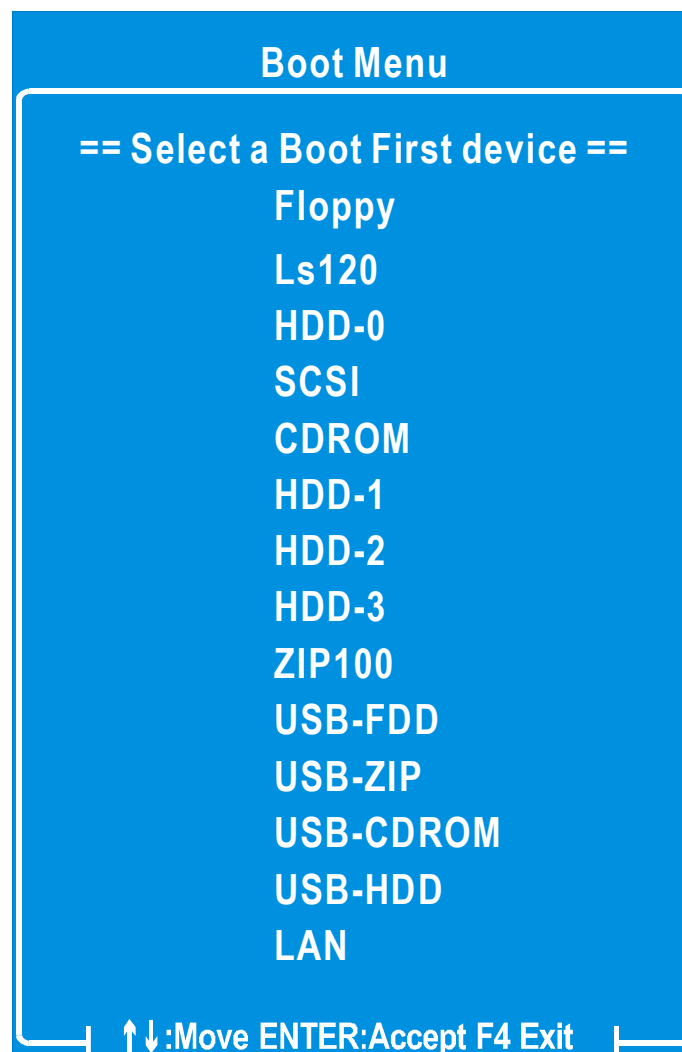 Boot Menu
== Select a Boot First device ==
Floppy
Ls120
HDD-0
SCSI
CDROM
HDD-1
HDD-2
HDD-3
ZIP100
USB-FDD
USB-ZIP
USB-CDROM
USB-HDD
LAN
↑↓:Move ENTER:Accept F4 Exit